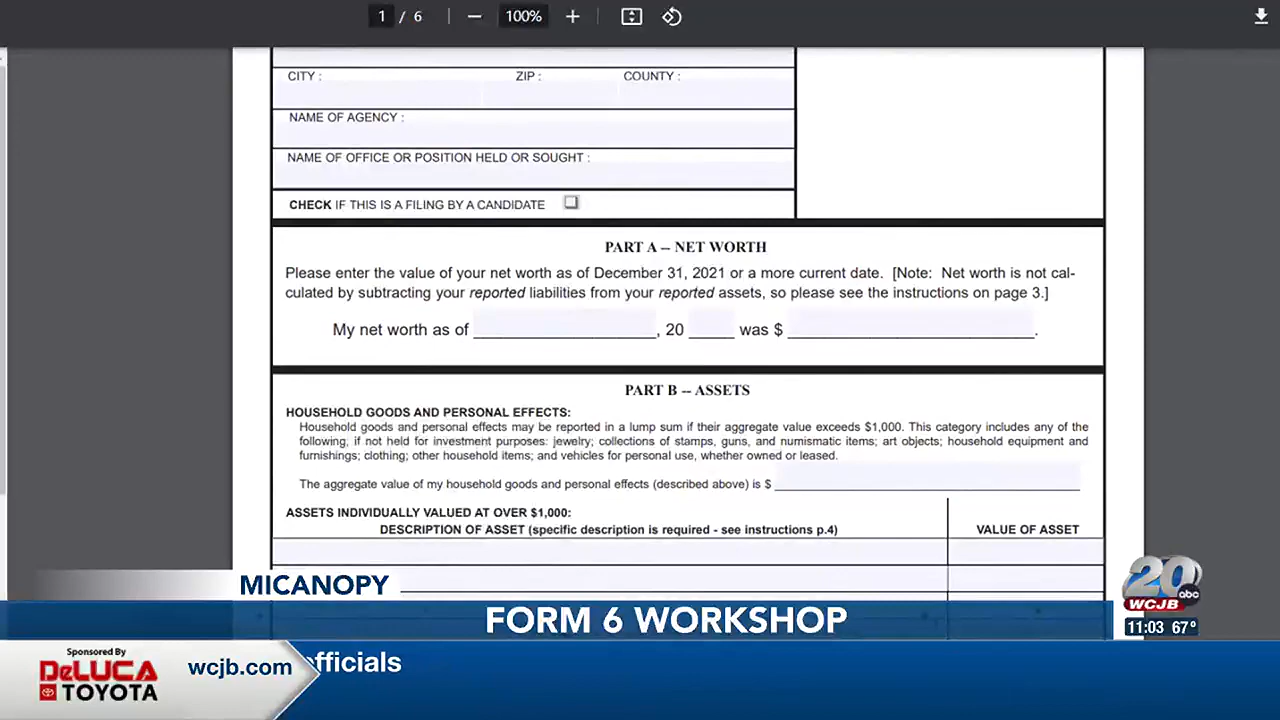 1 / 6 — 100% +
CITY : ZIP : COUNTY :
NAME OF AGENCY :
NAME OF OFFICE OR POSITION HELD OR SOUGHT :
CHECK IF THIS IS A FILING BY A CANDIDATE
PART A -- NET WORTH
Please enter the value of your net worth as of December 31, 2021 or a more current date. [Note: Net worth is not cal-
culated by subtracting your reported liabilities from your reported assets, so please see the instructions on page 3.]
My net worth as of ____________________, 20 _____ was $ ___________________________.
PART B -- ASSETS
HOUSEHOLD GOODS AND PERSONAL EFFECTS:
Household goods and personal effects may be reported in a lump sum if their aggregate value exceeds $1,000. This category includes any of the
following, if not held for investment purposes: jewelry; collections of stamps, guns, and numismatic items; art objects; household equipment and
furnishings; clothing; other household items; and vehicles for personal use, whether owned or leased.
The aggregate value of my household goods and personal effects (described above) is $ ___________________________
ASSETS INDIVIDUALLY VALUED AT OVER $1,000:
DESCRIPTION OF ASSET (specific description is required - see instructions p.4) VALUE OF ASSET
MICANOPY
FORM 6 WORKSHOP
20
abc
WCJB
11:03 67°
Sponsored By
DELUCA
TOYOTA
wcjb.com
fficials